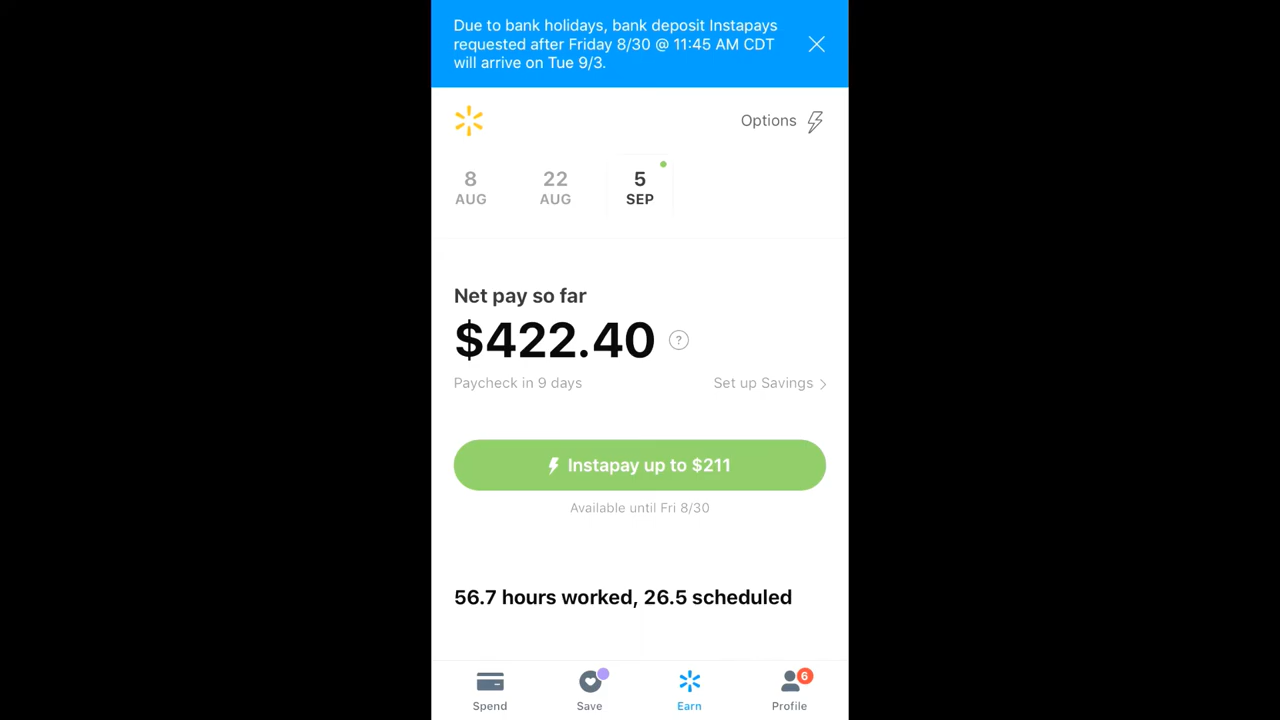 Due to bank holidays, bank deposit Instapays
requested after Friday 8/30 @ 11:45 AM CDT
will arrive on Tue 9/3.
Options
8 22 5
AUG AUG SEP
Net pay so far
$422.40 ?
Paycheck in 9 days Set up Savings >
Instapay up to $211
Available until Fri 8/30
56.7 hours worked, 26.5 scheduled
6
Spend Save Earn Profile